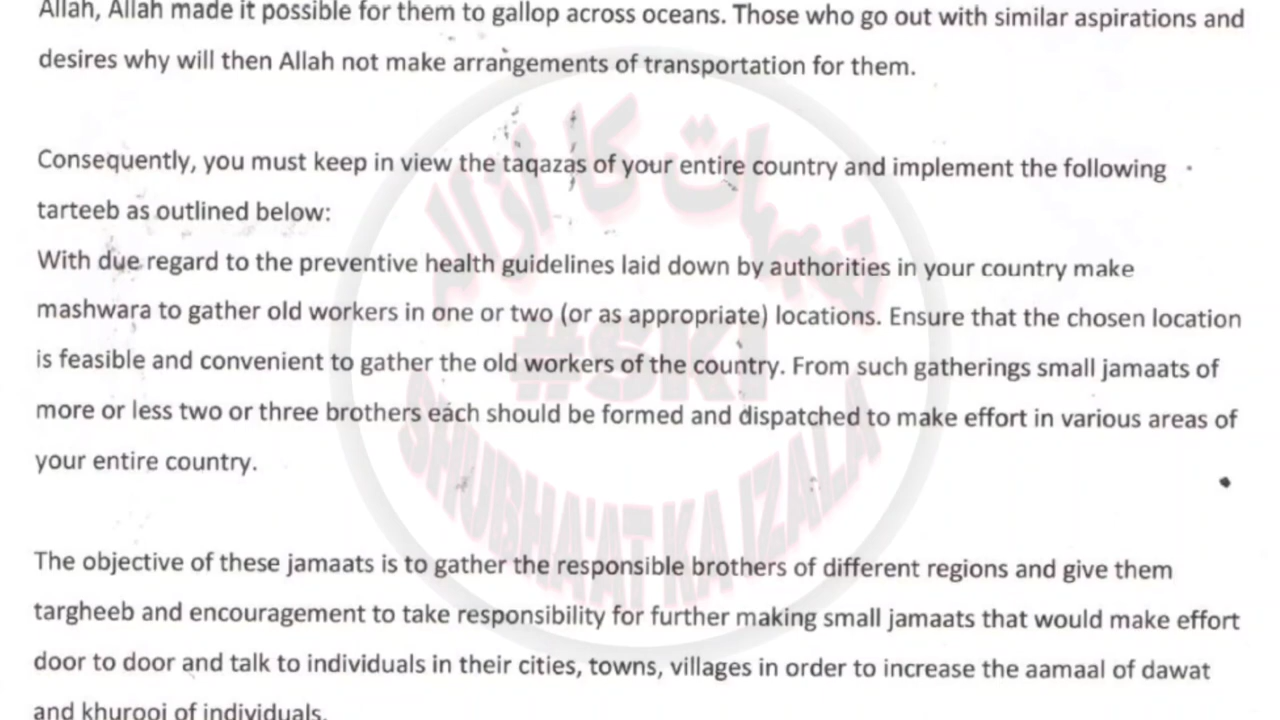 Allah, Allah made it possible for them to gallop across oceans. Those who go out with similar aspirations and
desires why will then Allah not make arrangements of transportation for them.
Consequently, you must keep in view the taqazas of your entire country and implement the following
tarteeb as outlined below:
With due regard to the preventive health guidelines laid down by authorities in your country make
mashwara to gather old workers in one or two (or as appropriate) locations. Ensure that the chosen location
is feasible and convenient to gather the old workers of the country. From such gatherings small jamaats of
more or less two or three brothers each should be formed and dispatched to make effort in various areas of
your entire country.
The objective of these jamaats is to gather the responsible brothers of different regions and give them
targheeb and encouragement to take responsibility for further making small jamaats that would make effort
door to door and talk to individuals in their cities, towns, villages in order to increase the aamaal of dawat
and khurooj of individuals.
شبہات کا ازالہ
#SKI
SHUBHA'AT KA IZALA